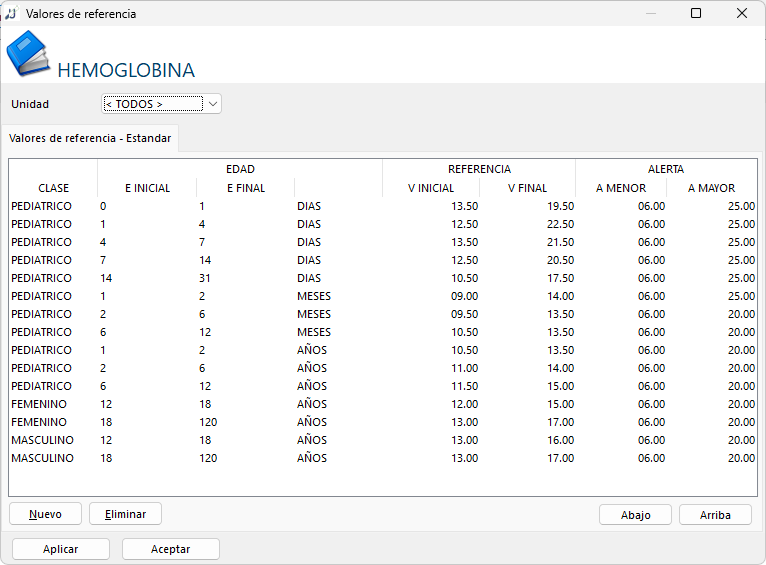 Valores de referencia
HEMOGLOBINA
Unidad < TODOS >
Valores de referencia - Estandar
EDAD REFERENCIA ALERTA
CLASE E INICIAL E FINAL V INICIAL V FINAL A MENOR A MAYOR
PEDIATRICO 0 1 DIAS 13.50 19.50 06.00 25.00
PEDIATRICO 1 4 DIAS 12.50 22.50 06.00 25.00
PEDIATRICO 4 7 DIAS 13.50 21.50 06.00 25.00
PEDIATRICO 7 14 DIAS 12.50 20.50 06.00 25.00
PEDIATRICO 14 31 DIAS 10.50 17.50 06.00 25.00
PEDIATRICO 1 2 MESES 09.00 14.00 06.00 25.00
PEDIATRICO 2 6 MESES 09.50 13.50 06.00 20.00
PEDIATRICO 6 12 MESES 10.50 13.50 06.00 20.00
PEDIATRICO 1 2 AÑOS 10.50 13.50 06.00 20.00
PEDIATRICO 2 6 AÑOS 11.00 14.00 06.00 20.00
PEDIATRICO 6 12 AÑOS 11.50 15.00 06.00 20.00
FEMENINO 12 18 AÑOS 12.00 15.00 06.00 20.00
FEMENINO 18 120 AÑOS 13.00 17.00 06.00 20.00
MASCULINO 12 18 AÑOS 13.00 16.00 06.00 20.00
MASCULINO 18 120 AÑOS 13.00 17.00 06.00 20.00
Nuevo Eliminar Abajo Arriba
Aplicar Aceptar